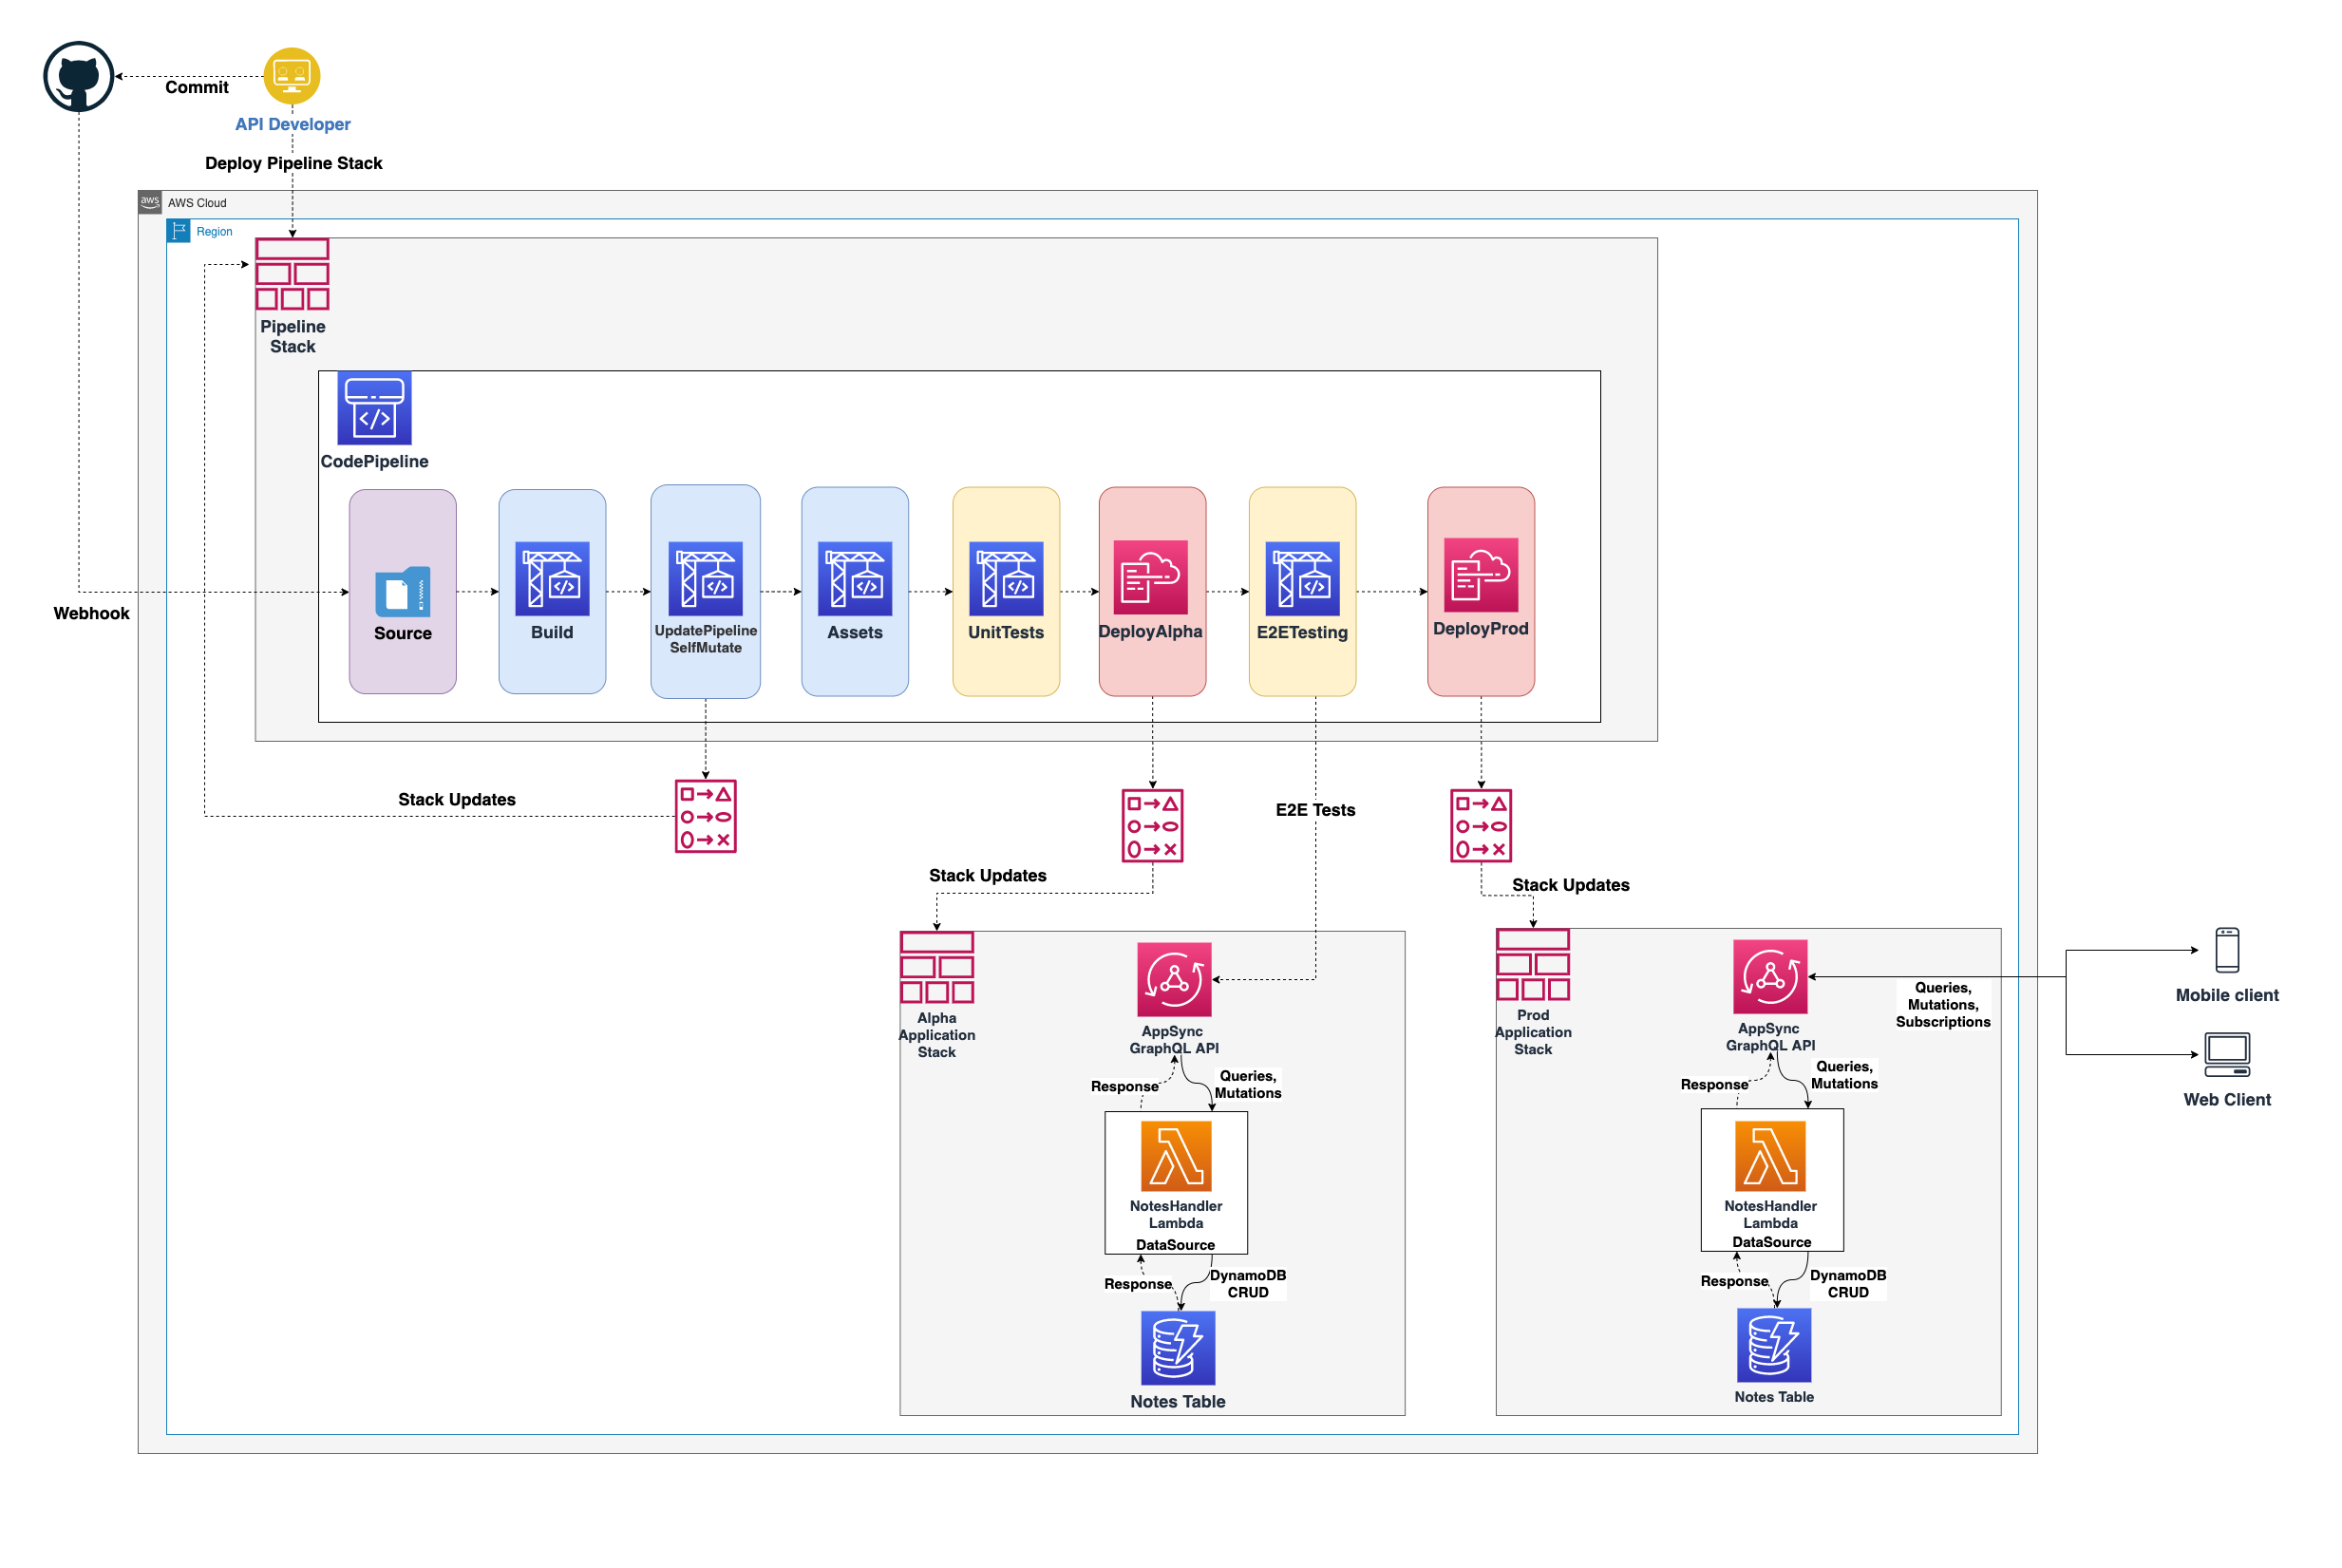 Commit
API Developer
Deploy Pipeline Stack
aws
AWS Cloud
Region
Pipeline
Stack
CodePipeline
Webhook
Source
Build
UpdatePipeline
SelfMutate
Assets
UnitTests
DeployAlpha
E2ETesting
DeployProd
Stack Updates
E2E Tests
Stack Updates
Stack Updates
Alpha
Application
Stack
AppSync
GraphQL API
Response
Queries,
Mutations
NotesHandler
Lambda
DataSource
Response
DynamoDB
CRUD
Notes Table
Prod
Application
Stack
AppSync
GraphQL API
Queries,
Mutations,
Subscriptions
Response
Queries,
Mutations
NotesHandler
Lambda
DataSource
Response
DynamoDB
CRUD
Notes Table
Mobile client
Web Client